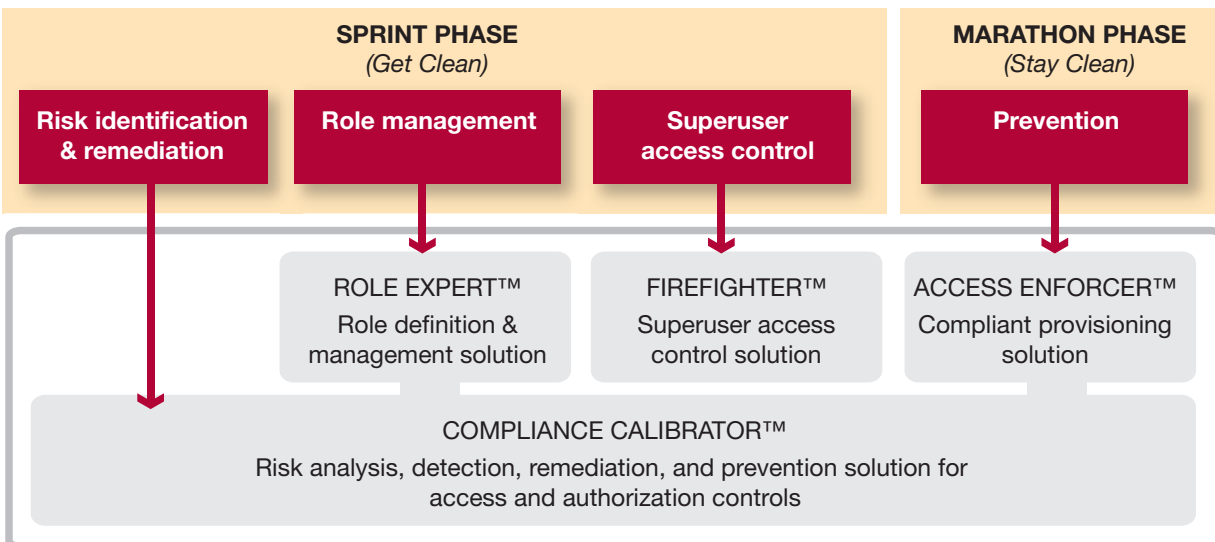 SPRINT PHASE
(Get Clean)
MARATHON PHASE
(Stay Clean)
Risk identification
& remediation
Role management
Superuser
access control
Prevention
ROLE EXPERT™
Role definition &
management solution
FIREFIGHTER™
Superuser access
control solution
ACCESS ENFORCER™
Compliant provisioning
solution
COMPLIANCE CALIBRATOR™
Risk analysis, detection, remediation, and prevention solution for
access and authorization controls